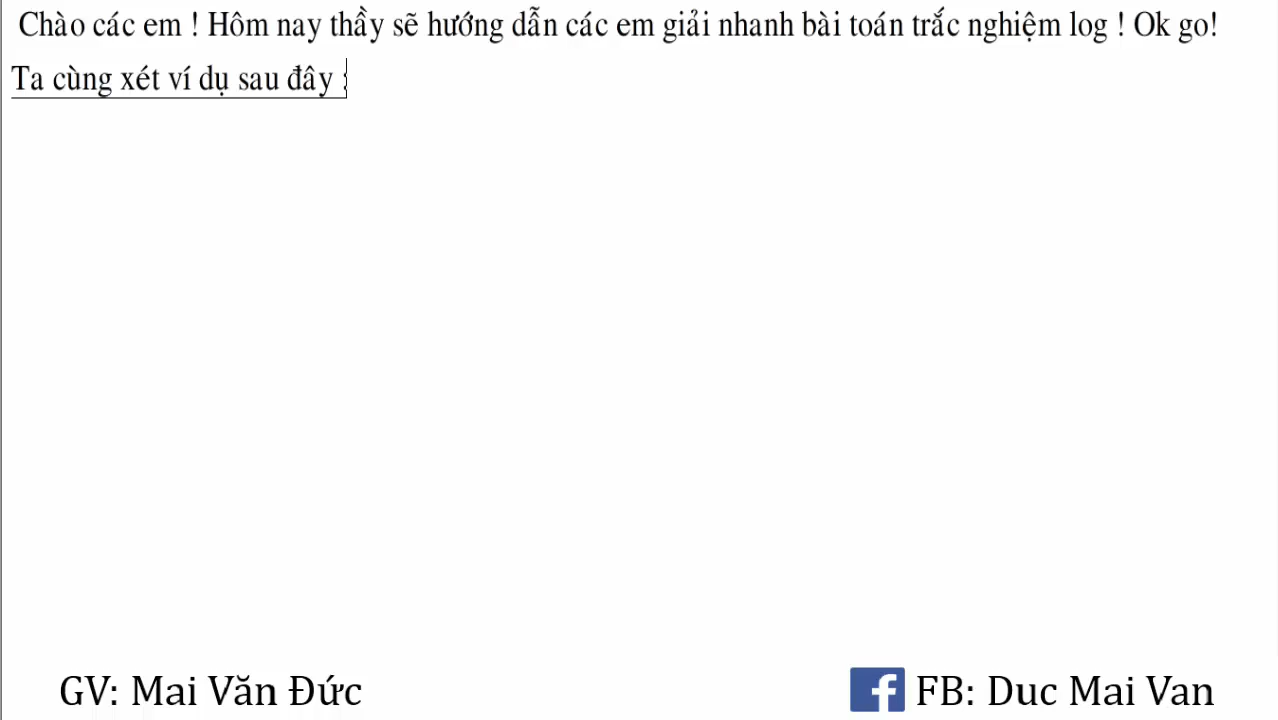 Chào các em ! Hôm nay thầy sẽ hướng dẫn các em giải nhanh bài toán trắc nghiệm log ! Ok go!
Ta cùng xét ví dụ sau đây :
GV: Mai Văn Đức
FB: Duc Mai Van